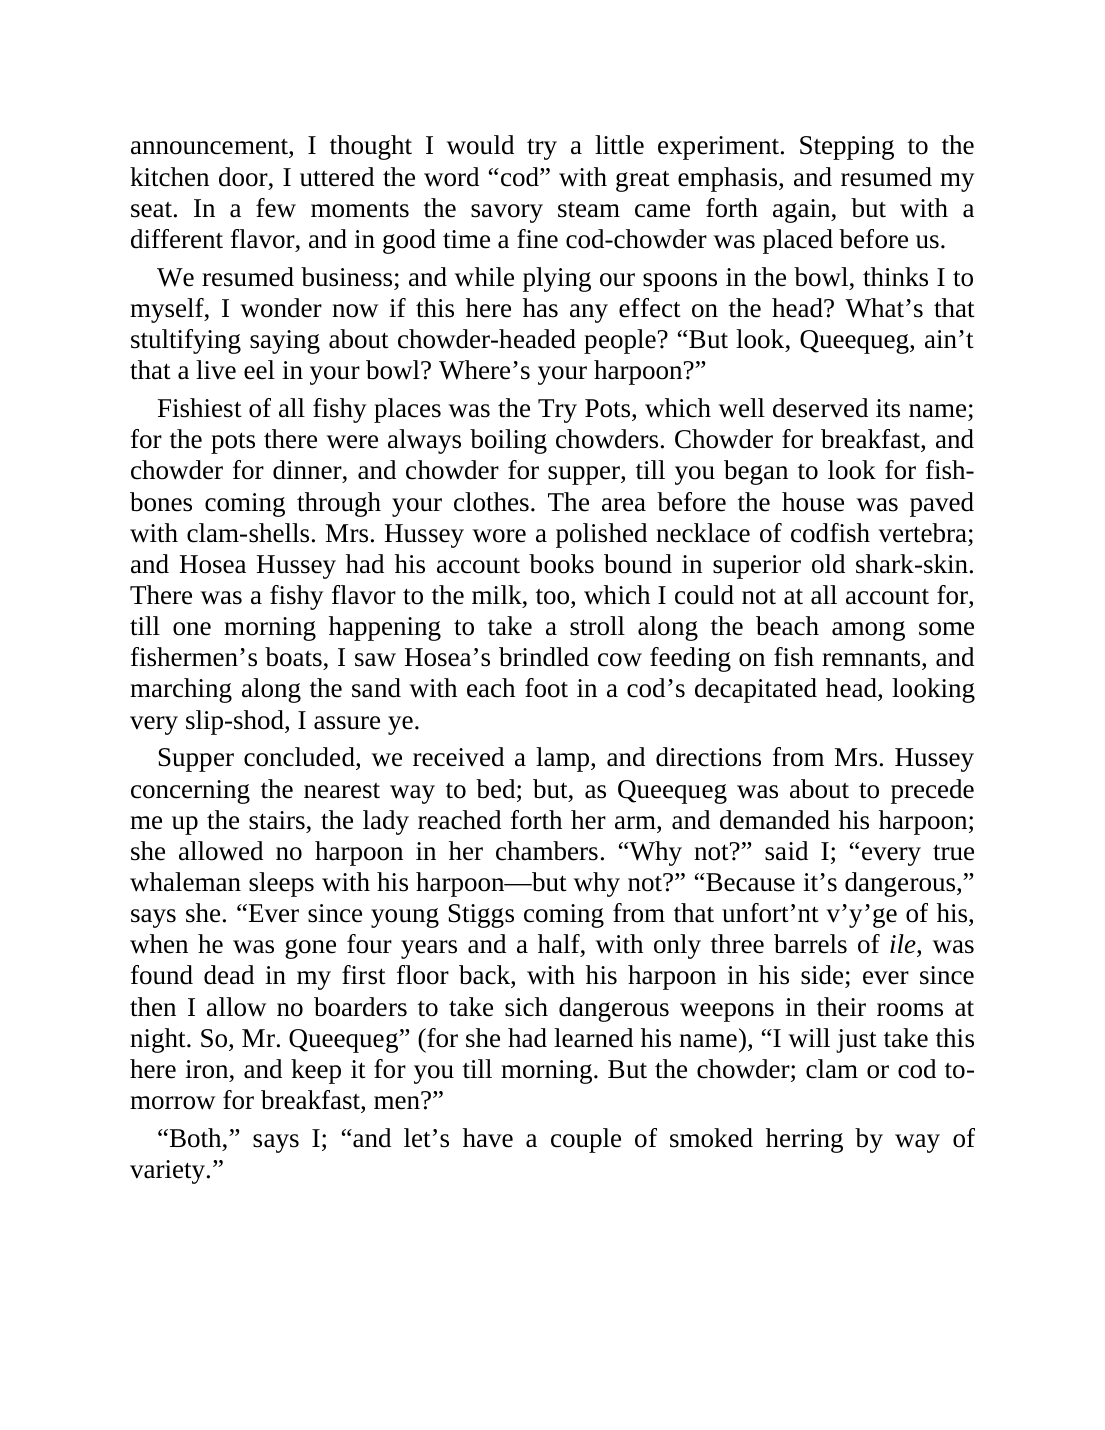 announcement, I thought I would try a little experiment. Stepping to the
kitchen door, I uttered the word “cod” with great emphasis, and resumed my
seat. In a few moments the savory steam came forth again, but with a
different flavor, and in good time a fine cod-chowder was placed before us.
We resumed business; and while plying our spoons in the bowl, thinks I to
myself, I wonder now if this here has any effect on the head? What’s that
stultifying saying about chowder-headed people? “But look, Queequeg, ain’t
that a live eel in your bowl? Where’s your harpoon?”
Fishiest of all fishy places was the Try Pots, which well deserved its name;
for the pots there were always boiling chowders. Chowder for breakfast, and
chowder for dinner, and chowder for supper, till you began to look for fish-
bones coming through your clothes. The area before the house was paved
with clam-shells. Mrs. Hussey wore a polished necklace of codfish vertebra;
and Hosea Hussey had his account books bound in superior old shark-skin.
There was a fishy flavor to the milk, too, which I could not at all account for,
till one morning happening to take a stroll along the beach among some
fishermen’s boats, I saw Hosea’s brindled cow feeding on fish remnants, and
marching along the sand with each foot in a cod’s decapitated head, looking
very slip-shod, I assure ye.
Supper concluded, we received a lamp, and directions from Mrs. Hussey
concerning the nearest way to bed; but, as Queequeg was about to precede
me up the stairs, the lady reached forth her arm, and demanded his harpoon;
she allowed no harpoon in her chambers. “Why not?” said I; “every true
whaleman sleeps with his harpoon—but why not?” “Because it’s dangerous,”
says she. “Ever since young Stiggs coming from that unfort’nt v’y’ge of his,
when he was gone four years and a half, with only three barrels of ile, was
found dead in my first floor back, with his harpoon in his side; ever since
then I allow no boarders to take sich dangerous weepons in their rooms at
night. So, Mr. Queequeg” (for she had learned his name), “I will just take this
here iron, and keep it for you till morning. But the chowder; clam or cod to-
morrow for breakfast, men?”
“Both,” says I; “and let’s have a couple of smoked herring by way of
variety.”